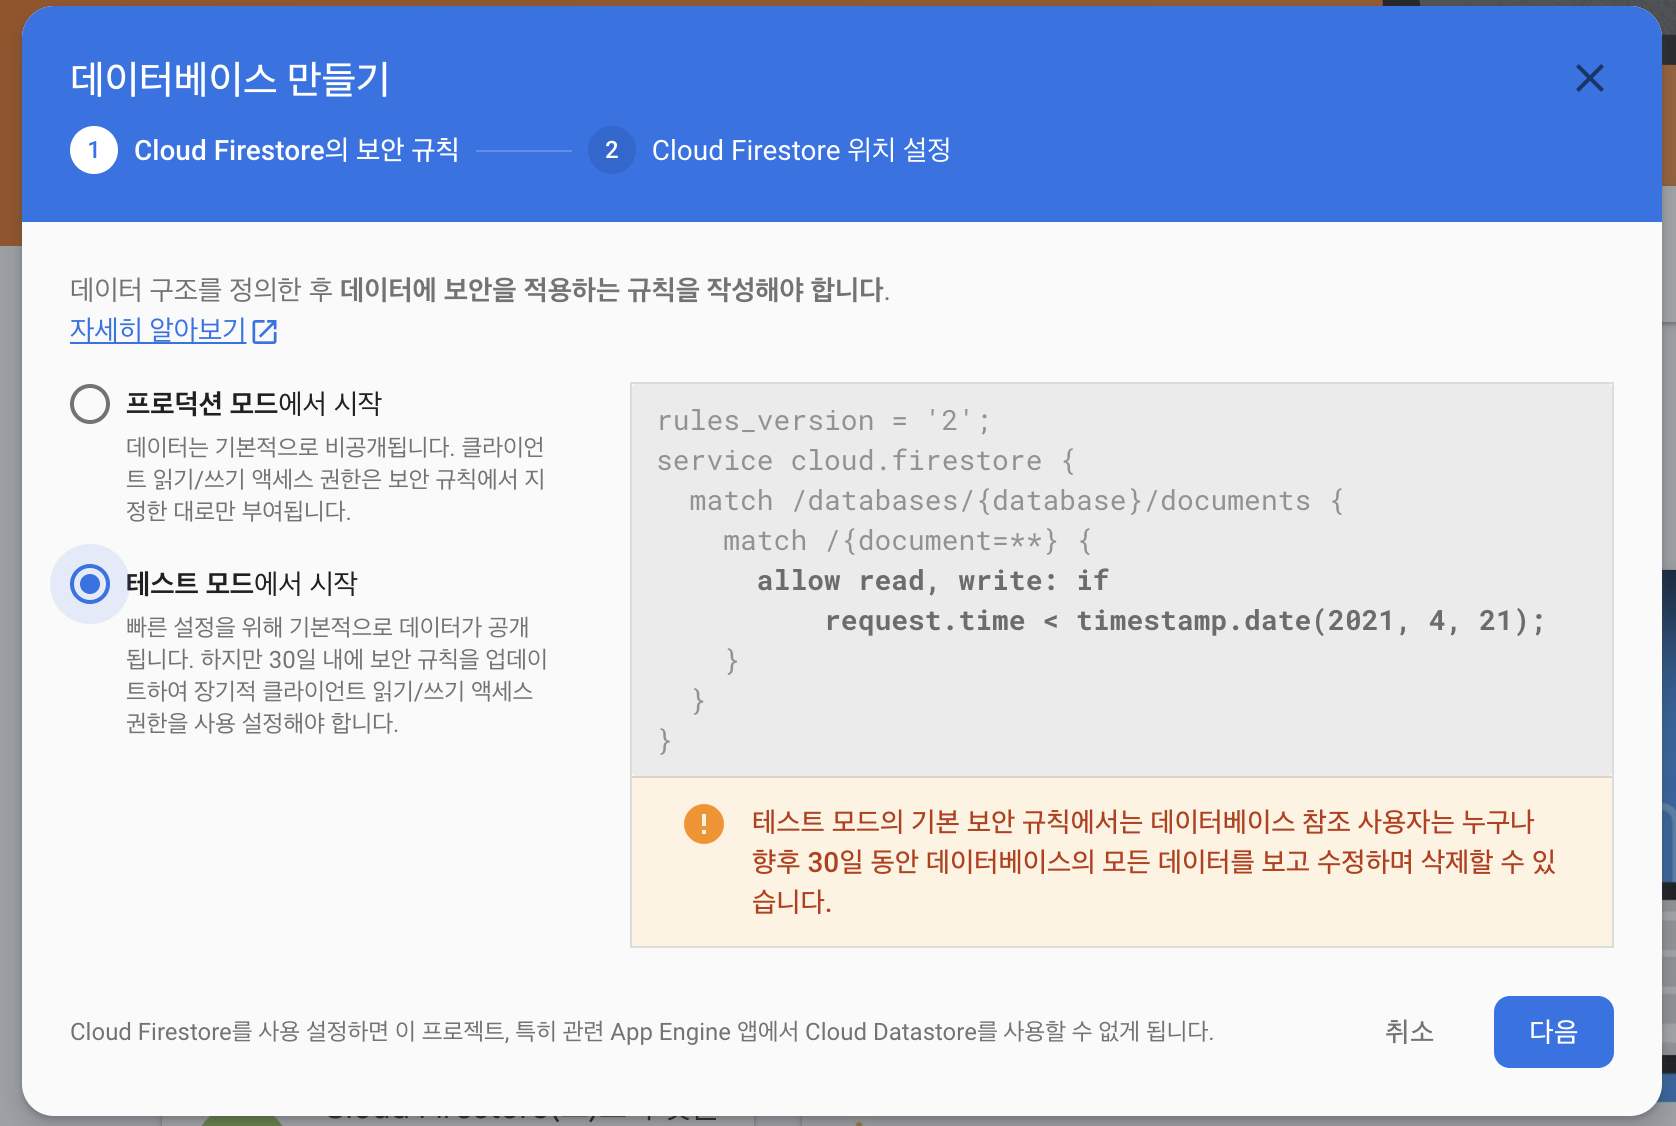 데이터베이스 만들기
1 Cloud Firestore의 보안 규칙 2 Cloud Firestore 위치 설정
데이터 구조를 정의한 후 데이터에 보안을 적용하는 규칙을 작성해야 합니다.
자세히 알아보기
프로덕션 모드에서 시작
데이터는 기본적으로 비공개됩니다. 클라이언
트 읽기/쓰기 액세스 권한은 보안 규칙에서 지
정한 대로만 부여됩니다.
테스트 모드에서 시작
빠른 설정을 위해 기본적으로 데이터가 공개
됩니다. 하지만 30일 내에 보안 규칙을 업데이
트하여 장기적 클라이언트 읽기/쓰기 액세스
권한을 사용 설정해야 합니다.
rules_version = '2';
service cloud.firestore {
  match /databases/{database}/documents {
    match /{document=**} {
      allow read, write: if
          request.time < timestamp.date(2021, 4, 21);
    }
  }
}
테스트 모드의 기본 보안 규칙에서는 데이터베이스 참조 사용자는 누구나
향후 30일 동안 데이터베이스의 모든 데이터를 보고 수정하며 삭제할 수 있
습니다.
Cloud Firestore를 사용 설정하면 이 프로젝트, 특히 관련 App Engine 앱에서 Cloud Datastore를 사용할 수 없게 됩니다.
취소
다음